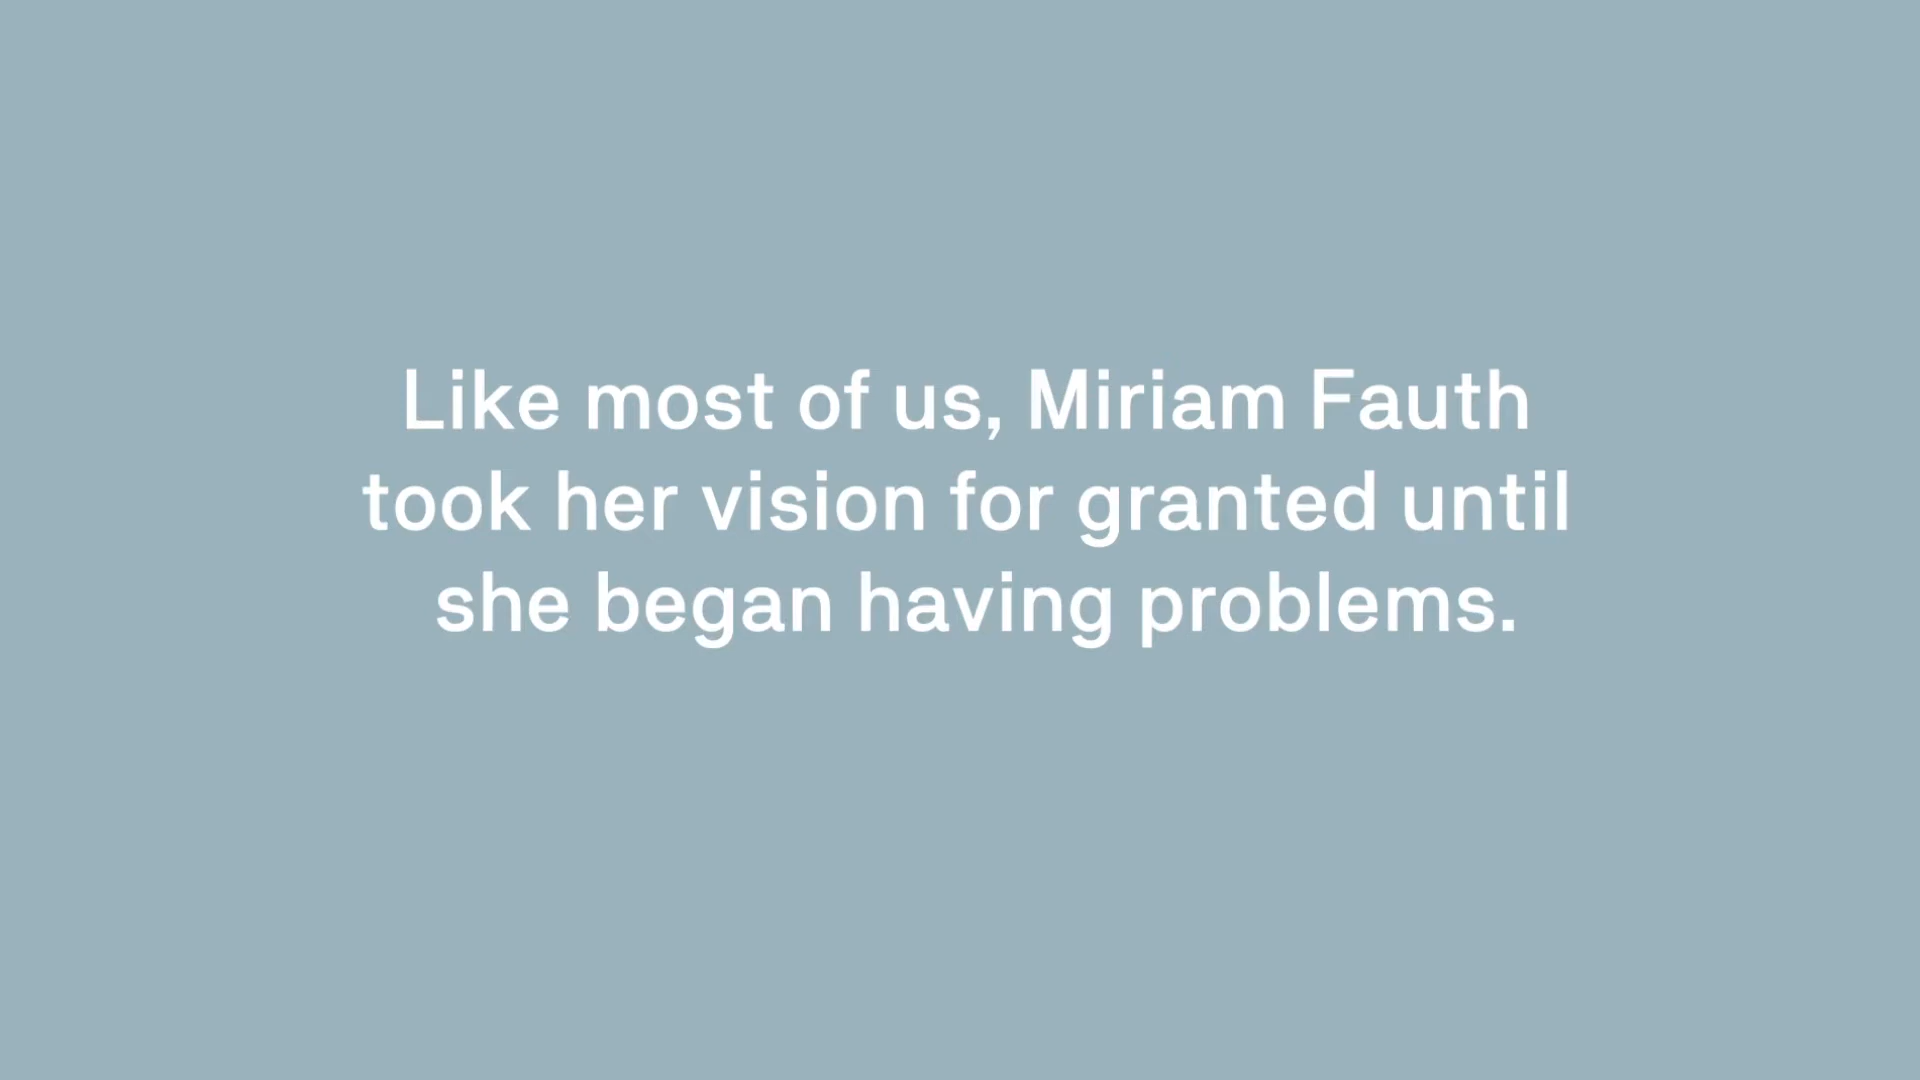 Like most of us, Miriam Fauth
took her vision for granted until
she began having problems.